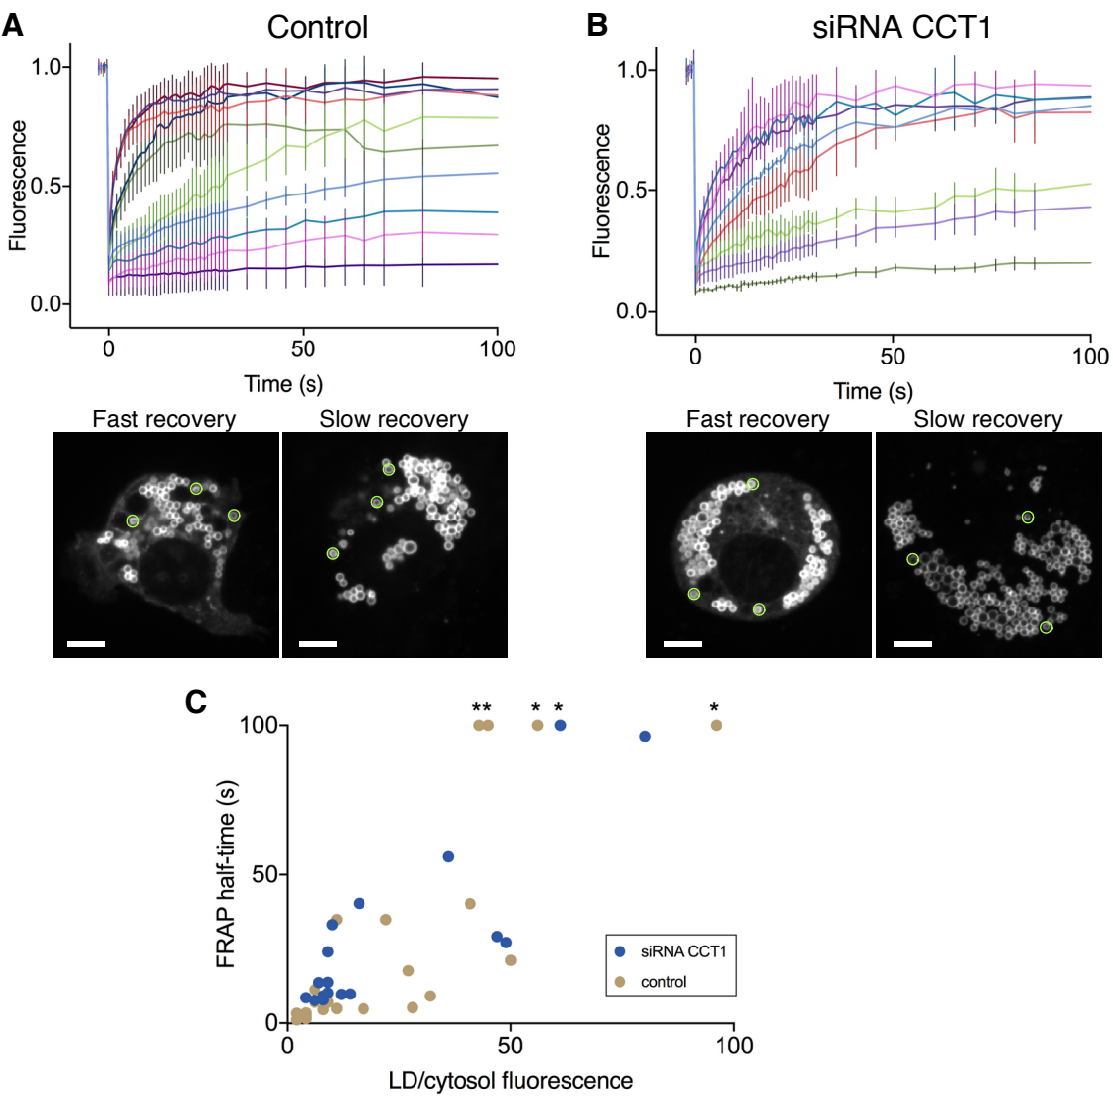 A Control
Fluorescence
1.0
0.5
0.0
0 50 100
Time (s)
B siRNA CCT1
Fluorescence
1.0
0.5
0.0
0 50 100
Time (s)
Fast recovery Slow recovery
Fast recovery Slow recovery
C
** * * *
FRAP half-time (s)
100
50
0
siRNA CCT1
control
0 50 100
LD/cytosol fluorescence